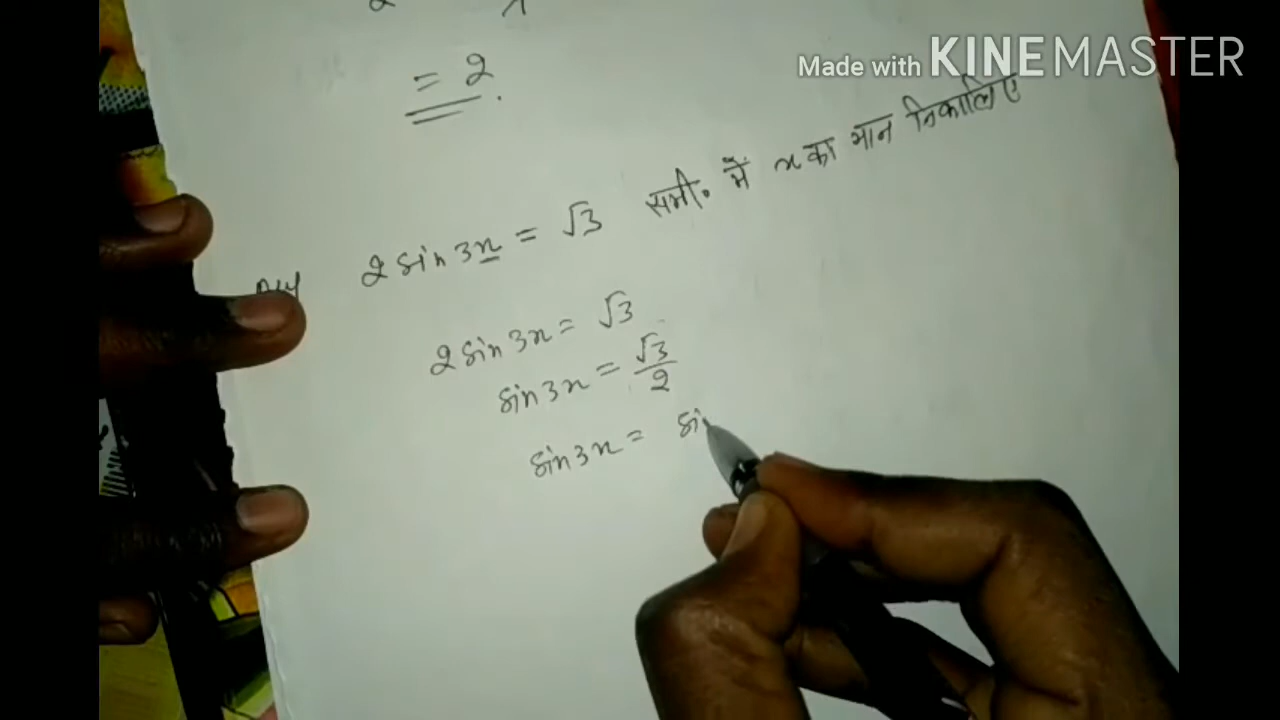 Made with KINEMASTER
= 2.
2 sin 3x = √3 समी. में x का मान निकालिए
2 sin 3x = √3
sin 3x = √3/2
sin 3x = si